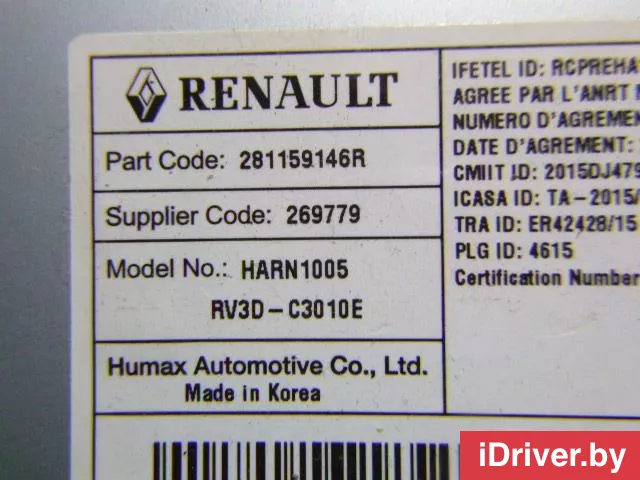 RENAULT
Part Code: 281159146R
Supplier Code: 269779
Model No.: HARN1005
RV3D-C3010E
Humax Automotive Co., Ltd.
Made in Korea
IFETEL ID: RCPREHA
AGREE PAR L'ANRT
NUMERO D'AGREMEN
DATE D'AGREMENT:
CMIIT ID: 2015DJ479
ICASA ID: TA-2015/
TRA ID: ER42428/15
PLG ID: 4615
Certification Number
iDriver.by